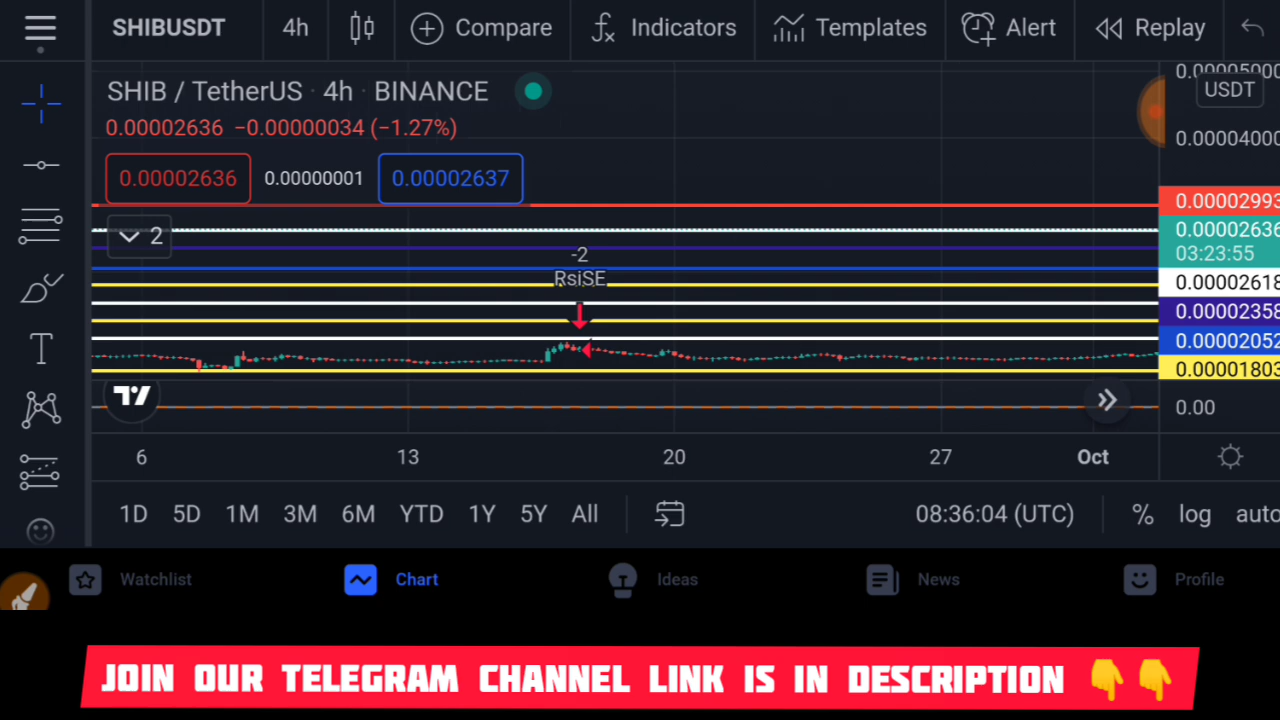 SHIBUSDT 4h Compare Indicators Templates Alert Replay
SHIB / TetherUS · 4h · BINANCE
0.00002636 −0.00000034 (−1.27%)
0.00002636 0.00000001 0.00002637
2
-2
RsiSE
USDT
0.00004000
0.00002993
0.00002636
03:23:55
0.00002618
0.00002358
0.00002052
0.00001803
0.00
6 13 20 27 Oct
1D 5D 1M 3M 6M YTD 1Y 5Y All 08:36:04 (UTC) % log auto
Watchlist Chart Ideas News Profile
JOIN OUR TELEGRAM CHANNEL LINK IS IN DESCRIPTION 👇👇